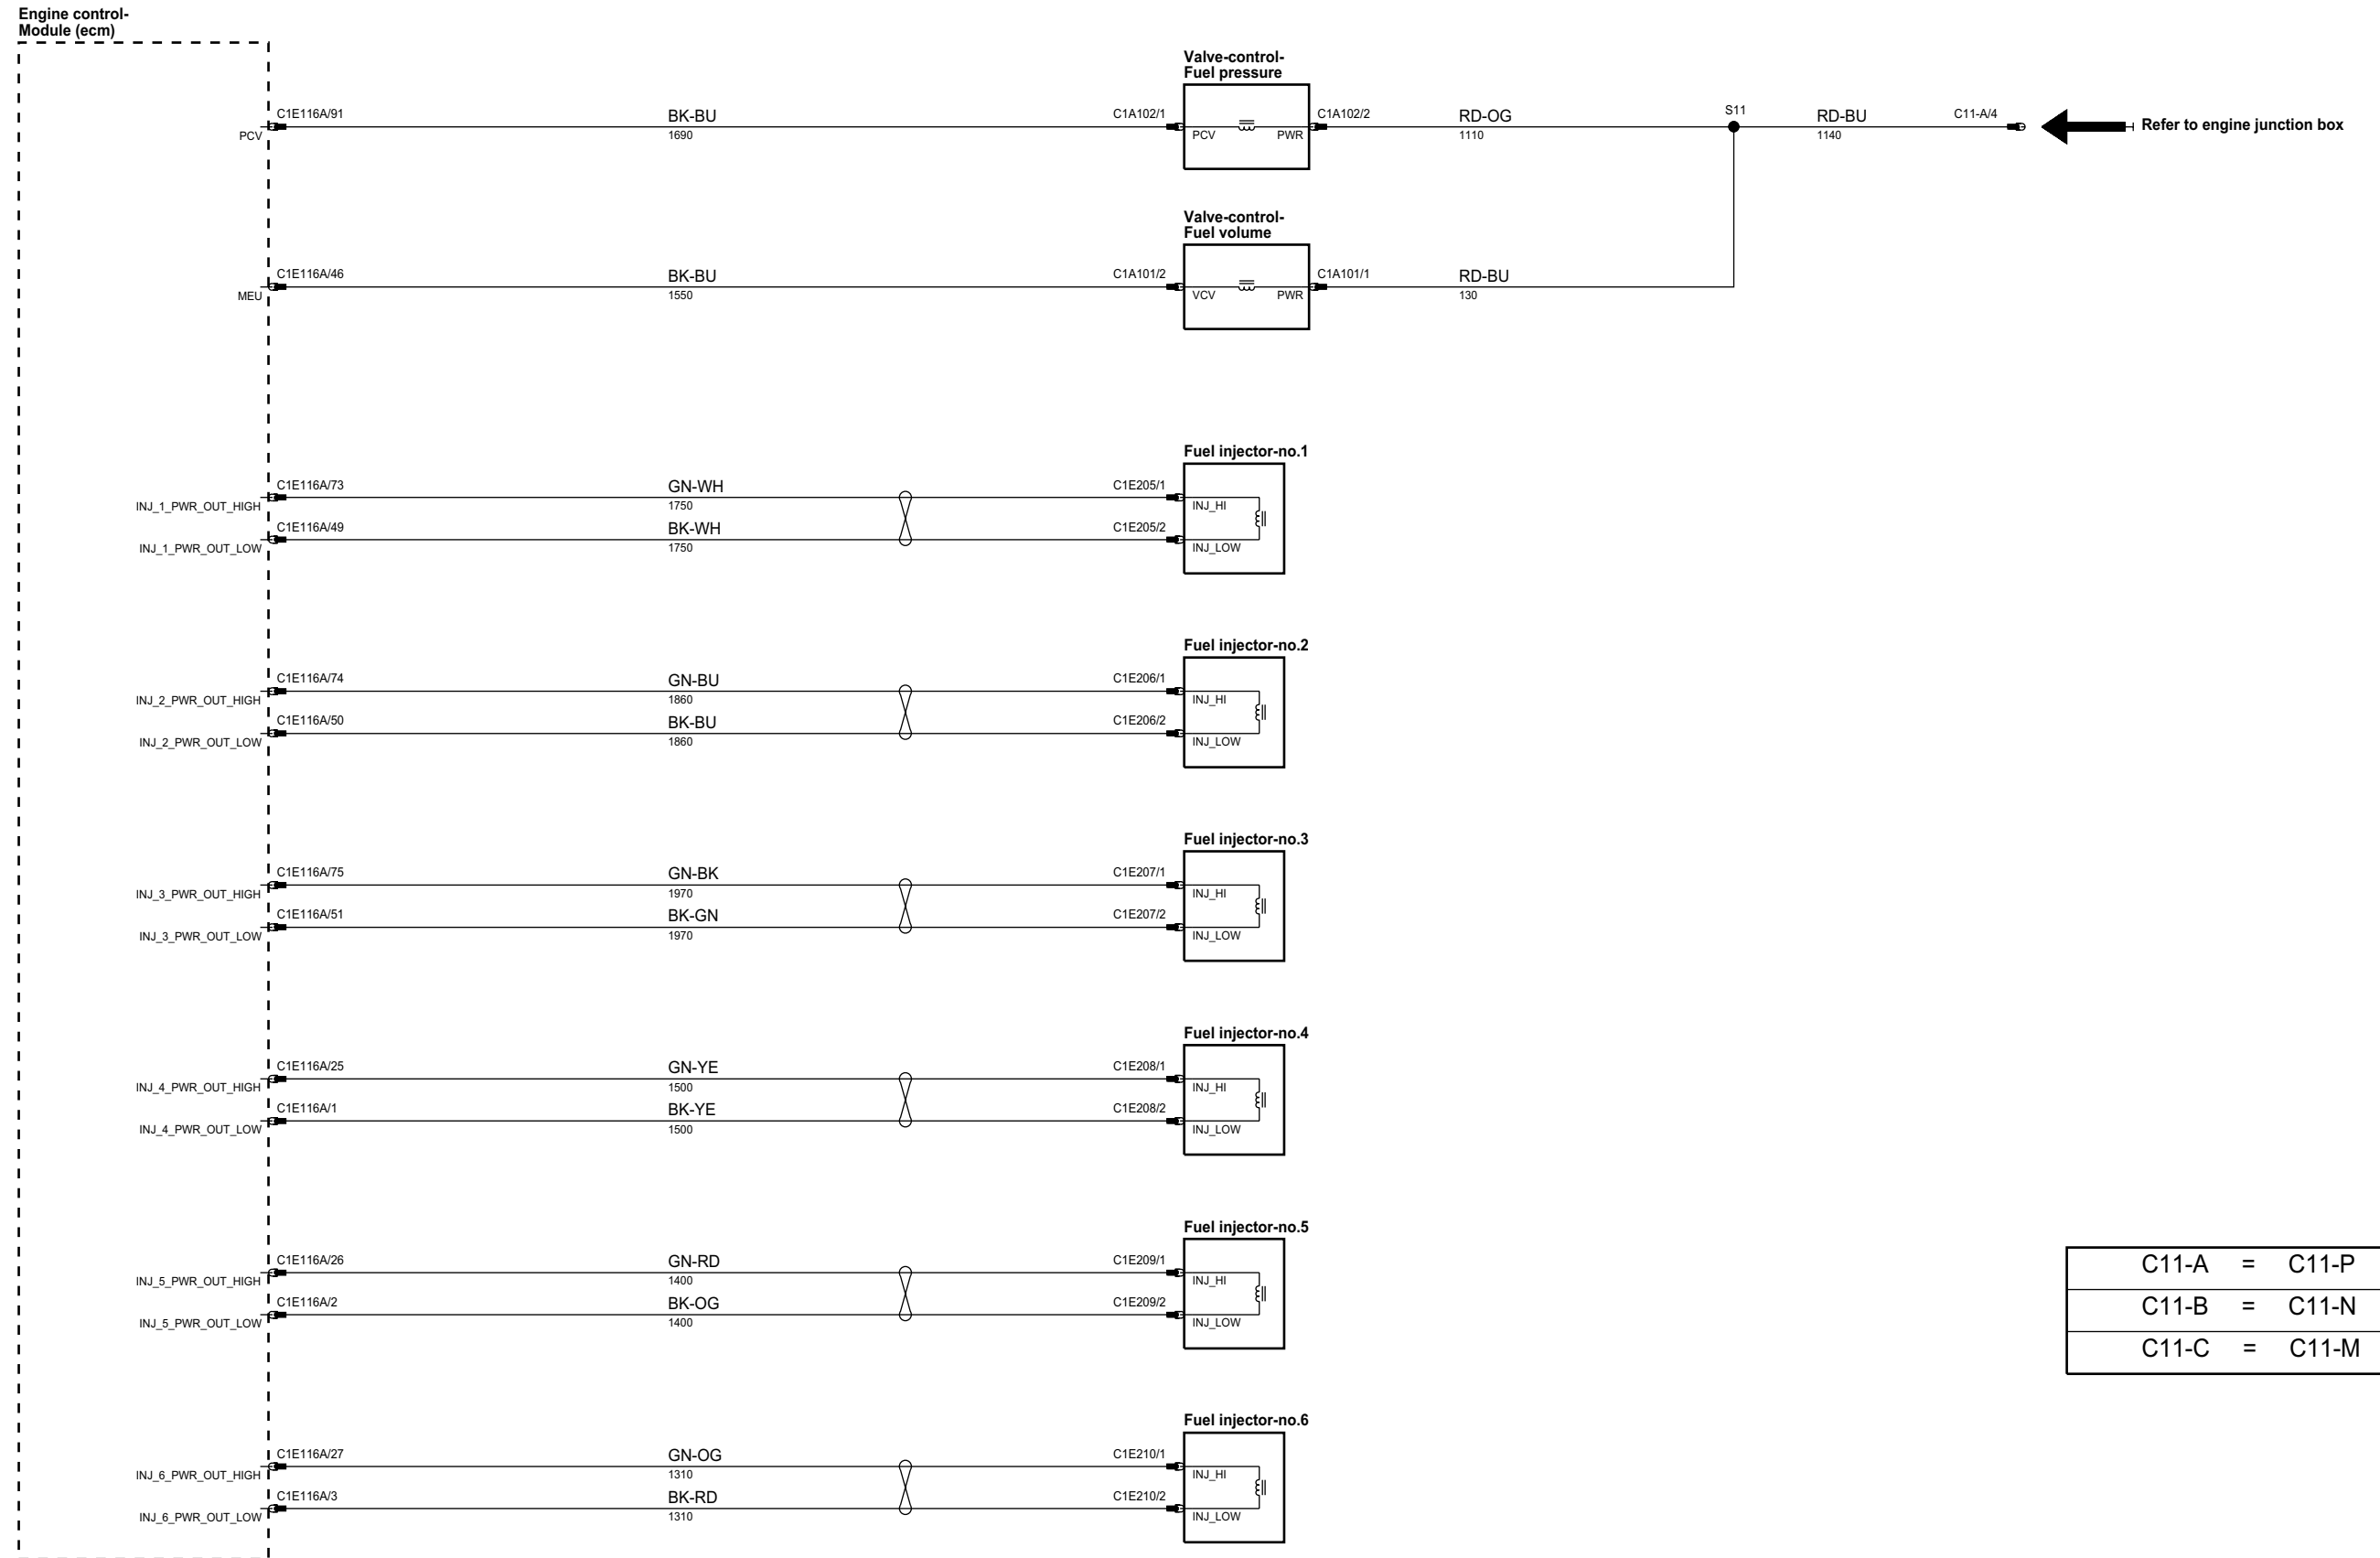 Engine control-
Module (ecm)
Valve-control-
Fuel pressure
C1E116A/91 BK-BU C1A102/1 C1A102/2 RD-OG S11 RD-BU C11-A/4
Refer to engine junction box
PCV 1690 PCV PWR 1110 1140
Valve-control-
Fuel volume
C1E116A/46 BK-BU C1A101/2 C1A101/1 RD-BU
MEU 1550 VCV PWR 130
Fuel injector-no.1
C1E116A/73 GN-WH C1E205/1
INJ_1_PWR_OUT_HIGH 1750 INJ_HI
C1E116A/49 BK-WH C1E205/2
INJ_1_PWR_OUT_LOW 1750 INJ_LOW
Fuel injector-no.2
C1E116A/74 GN-BU C1E206/1
INJ_2_PWR_OUT_HIGH 1860 INJ_HI
C1E116A/50 BK-BU C1E206/2
INJ_2_PWR_OUT_LOW 1860 INJ_LOW
Fuel injector-no.3
C1E116A/75 GN-BK C1E207/1
INJ_3_PWR_OUT_HIGH 1970 INJ_HI
C1E116A/51 BK-GN C1E207/2
INJ_3_PWR_OUT_LOW 1970 INJ_LOW
Fuel injector-no.4
C1E116A/25 GN-YE C1E208/1
INJ_4_PWR_OUT_HIGH 1500 INJ_HI
C1E116A/1 BK-YE C1E208/2
INJ_4_PWR_OUT_LOW 1500 INJ_LOW
Fuel injector-no.5
C1E116A/26 GN-RD C1E209/1
INJ_5_PWR_OUT_HIGH 1400 INJ_HI
C1E116A/2 BK-OG C1E209/2
INJ_5_PWR_OUT_LOW 1400 INJ_LOW
C11-A = C11-P
C11-B = C11-N
C11-C = C11-M
Fuel injector-no.6
C1E116A/27 GN-OG C1E210/1
INJ_6_PWR_OUT_HIGH 1310 INJ_HI
C1E116A/3 BK-RD C1E210/2
INJ_6_PWR_OUT_LOW 1310 INJ_LOW